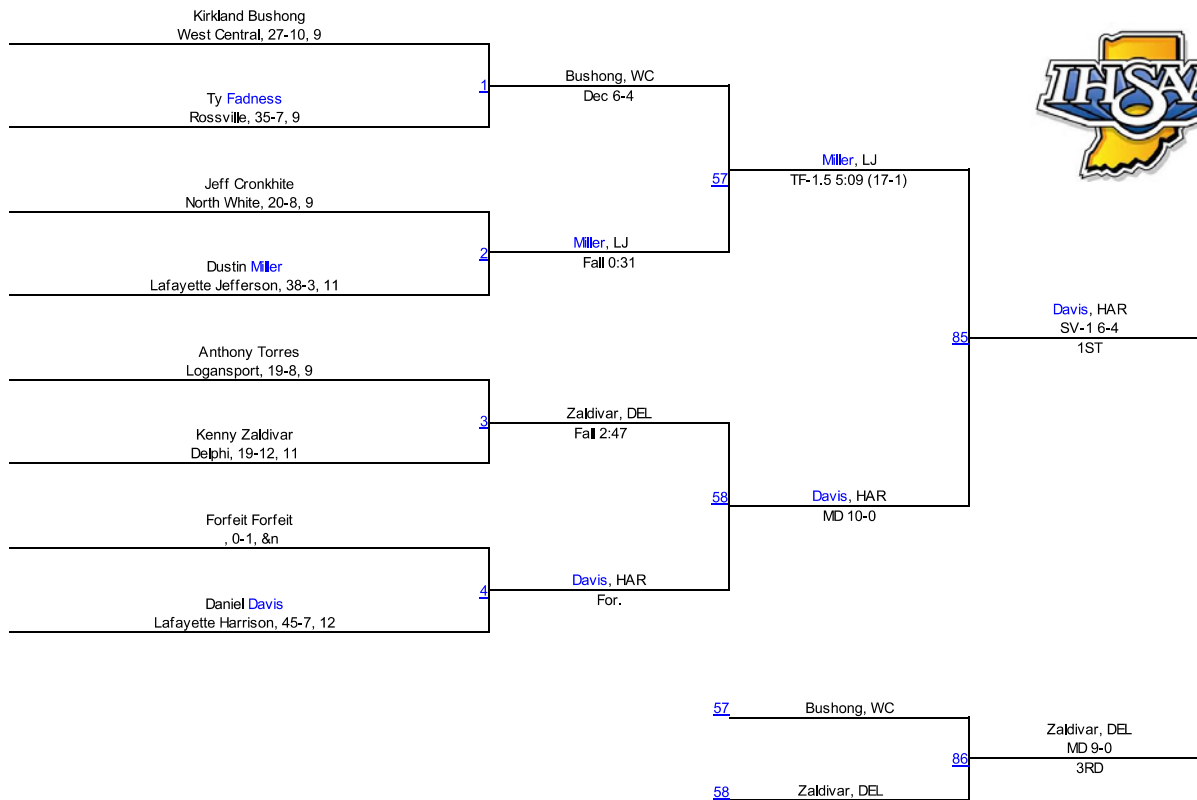 Kirkland Bushong
West Central, 27-10, 9
Ty Fadness
Rossville, 35-7, 9
1
Bushong, WC
Dec 6-4
Jeff Cronkhite
North White, 20-8, 9
Dustin Miller
Lafayette Jefferson, 38-3, 11
2
Miller, LJ
Fall 0:31
57
Miller, LJ
TF-1.5 5:09 (17-1)
Anthony Torres
Logansport, 19-8, 9
Kenny Zaldivar
Delphi, 19-12, 11
3
Zaldivar, DEL
Fall 2:47
Forfeit Forfeit
, 0-1, &n
Daniel Davis
Lafayette Harrison, 45-7, 12
4
Davis, HAR
For.
58
Davis, HAR
MD 10-0
85
Davis, HAR
SV-1 6-4
1ST
57
Bushong, WC
58
Zaldivar, DEL
86
Zaldivar, DEL
MD 9-0
3RD
IHSAA